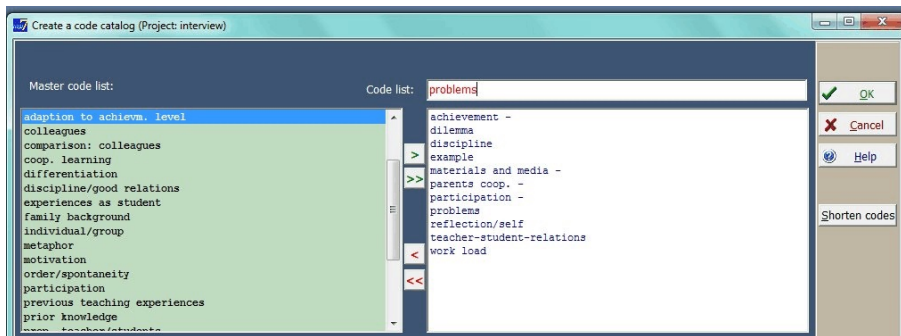 Create a code catalog (Project: interview)
Master code list:
Code list:
problems
adaption to achievm. level
colleagues
comparison: colleagues
coop. learning
differentiation
discipline/good relations
experiences as student
family background
individual/group
metaphor
motivation
order/spontaneity
participation
previous teaching experiences
prior knowledge
prep. teacher/students
>
>>
<
<<
achievement -
dilemma
discipline
example
materials and media -
parents coop. -
participation -
problems
reflection/self
teacher-student-relations
work load
OK
Cancel
Help
Shorten codes